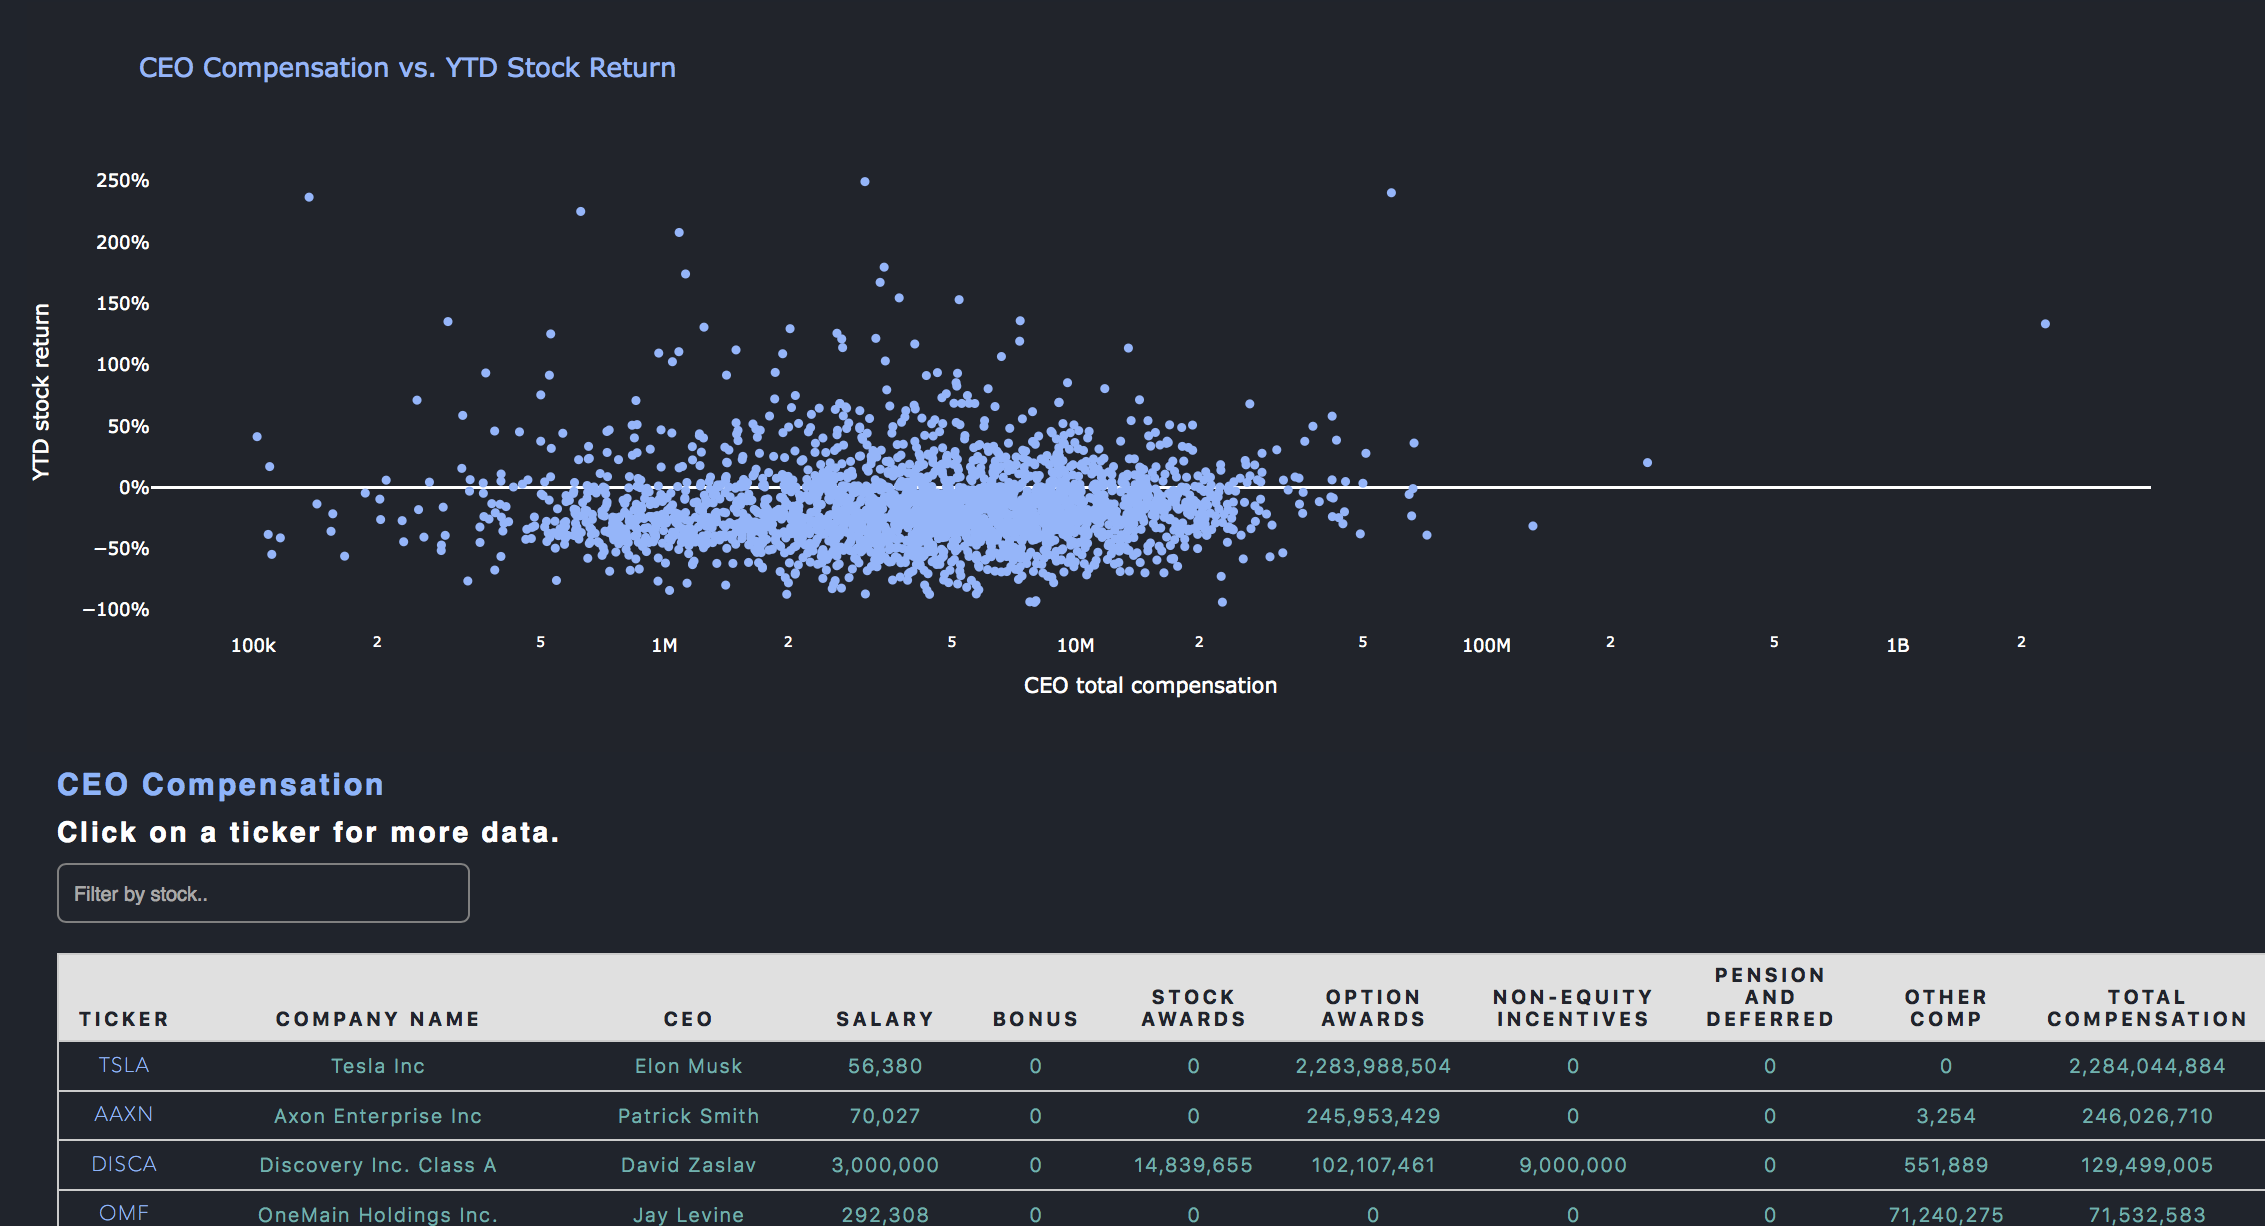 CEO Compensation vs. YTD Stock Return
250%
200%
150%
100%
50%
0%
−50%
−100%
YTD stock return
100k 2 5 1M 2 5 10M 2 5 100M 2 5 1B 2
CEO total compensation
CEO Compensation
Click on a ticker for more data.
Filter by stock..
TICKER COMPANY NAME CEO SALARY BONUS STOCK AWARDS OPTION AWARDS NON-EQUITY INCENTIVES PENSION AND DEFERRED OTHER COMP TOTAL COMPENSATION
TSLA Tesla Inc Elon Musk 56,380 0 0 2,283,988,504 0 0 0 2,284,044,884
AAXN Axon Enterprise Inc Patrick Smith 70,027 0 0 245,953,429 0 0 3,254 246,026,710
DISCA Discovery Inc. Class A David Zaslav 3,000,000 0 14,839,655 102,107,461 9,000,000 0 551,889 129,499,005
OMF OneMain Holdings Inc. Jay Levine 292,308 0 0 0 0 0 71,240,275 71,532,583